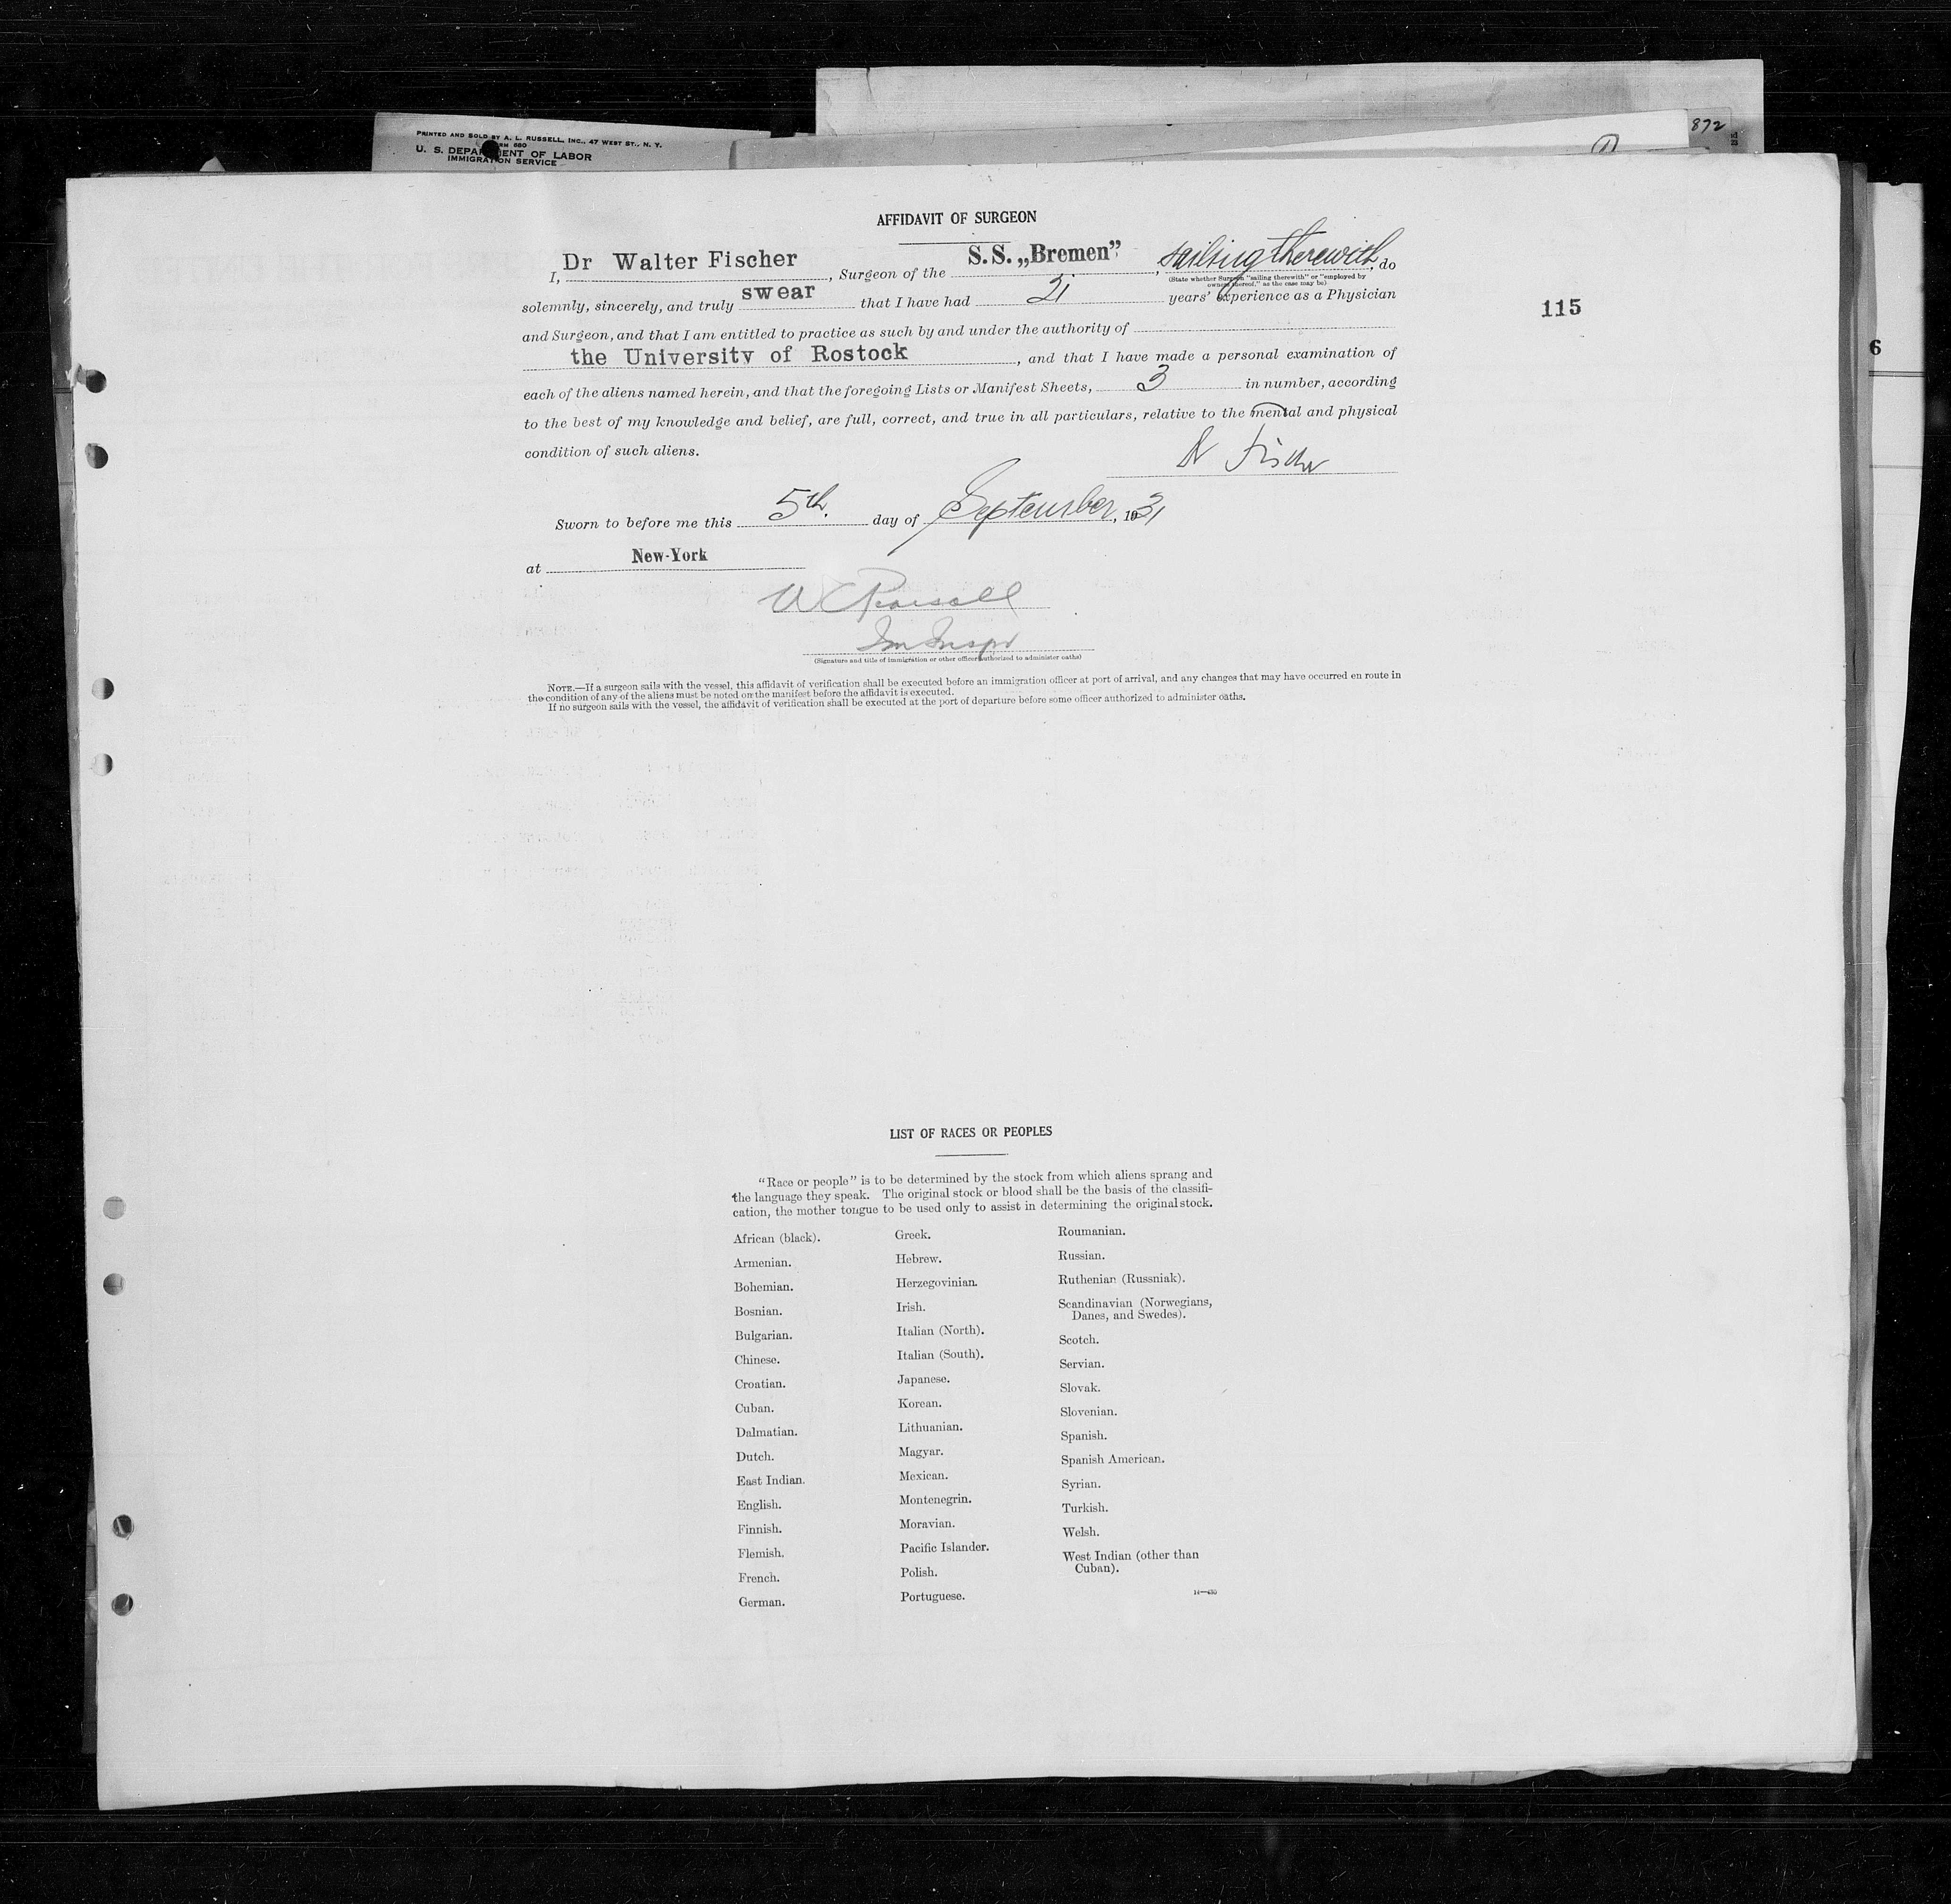 872
PRINTED AND SOLD BY A. L. RUSSELL, INC., 47 WEST ST., N. Y.
FORM 680
U. S. DEPARTMENT OF LABOR
IMMIGRATION SERVICE
AFFIDAVIT OF SURGEON
I, Dr Walter Fischer, Surgeon of the S.S. „Bremen”, sailing therewith, do
(State whether Surgeon "sailing therewith" or "employed by
owners thereof," as the case may be)
solemnly, sincerely, and truly swear that I have had 21 years' experience as a Physician
115
and Surgeon, and that I am entitled to practice as such by and under the authority of
the University of Rostock, and that I have made a personal examination of
6
each of the aliens named herein, and that the foregoing Lists or Manifest Sheets, 3 in number, according
to the best of my knowledge and belief, are full, correct, and true in all particulars, relative to the mental and physical
condition of such aliens.
Dr Fischer
Sworn to before me this 5th. day of September, 1931
at New-York
W C Pearsall
Im Inspr
(Signature and title of immigration or other officer authorized to administer oaths)
NOTE.—If a surgeon sails with the vessel, this affidavit of verification shall be executed before an immigration officer at port of arrival, and any changes that may have occurred en route in
the condition of any of the aliens must be noted on the manifest before the affidavit is executed.
If no surgeon sails with the vessel, the affidavit of verification shall be executed at the port of departure before some officer authorized to administer oaths.
LIST OF RACES OR PEOPLES
"Race or people" is to be determined by the stock from which aliens sprang and
the language they speak. The original stock or blood shall be the basis of the classifi-
cation, the mother tongue to be used only to assist in determining the original stock.
African (black).
Armenian.
Bohemian.
Bosnian.
Bulgarian.
Chinese.
Croatian.
Cuban.
Dalmatian.
Dutch.
East Indian.
English.
Finnish.
Flemish.
French.
German.
Greek.
Hebrew.
Herzegovinian.
Irish.
Italian (North).
Italian (South).
Japanese.
Korean.
Lithuanian.
Magyar.
Mexican.
Montenegrin.
Moravian.
Pacific Islander.
Polish.
Portuguese.
Roumanian.
Russian.
Ruthenian (Russniak).
Scandinavian (Norwegians,
Danes, and Swedes).
Scotch.
Servian.
Slovak.
Slovenian.
Spanish.
Spanish American.
Syrian.
Turkish.
Welsh.
West Indian (other than
Cuban).
14—430